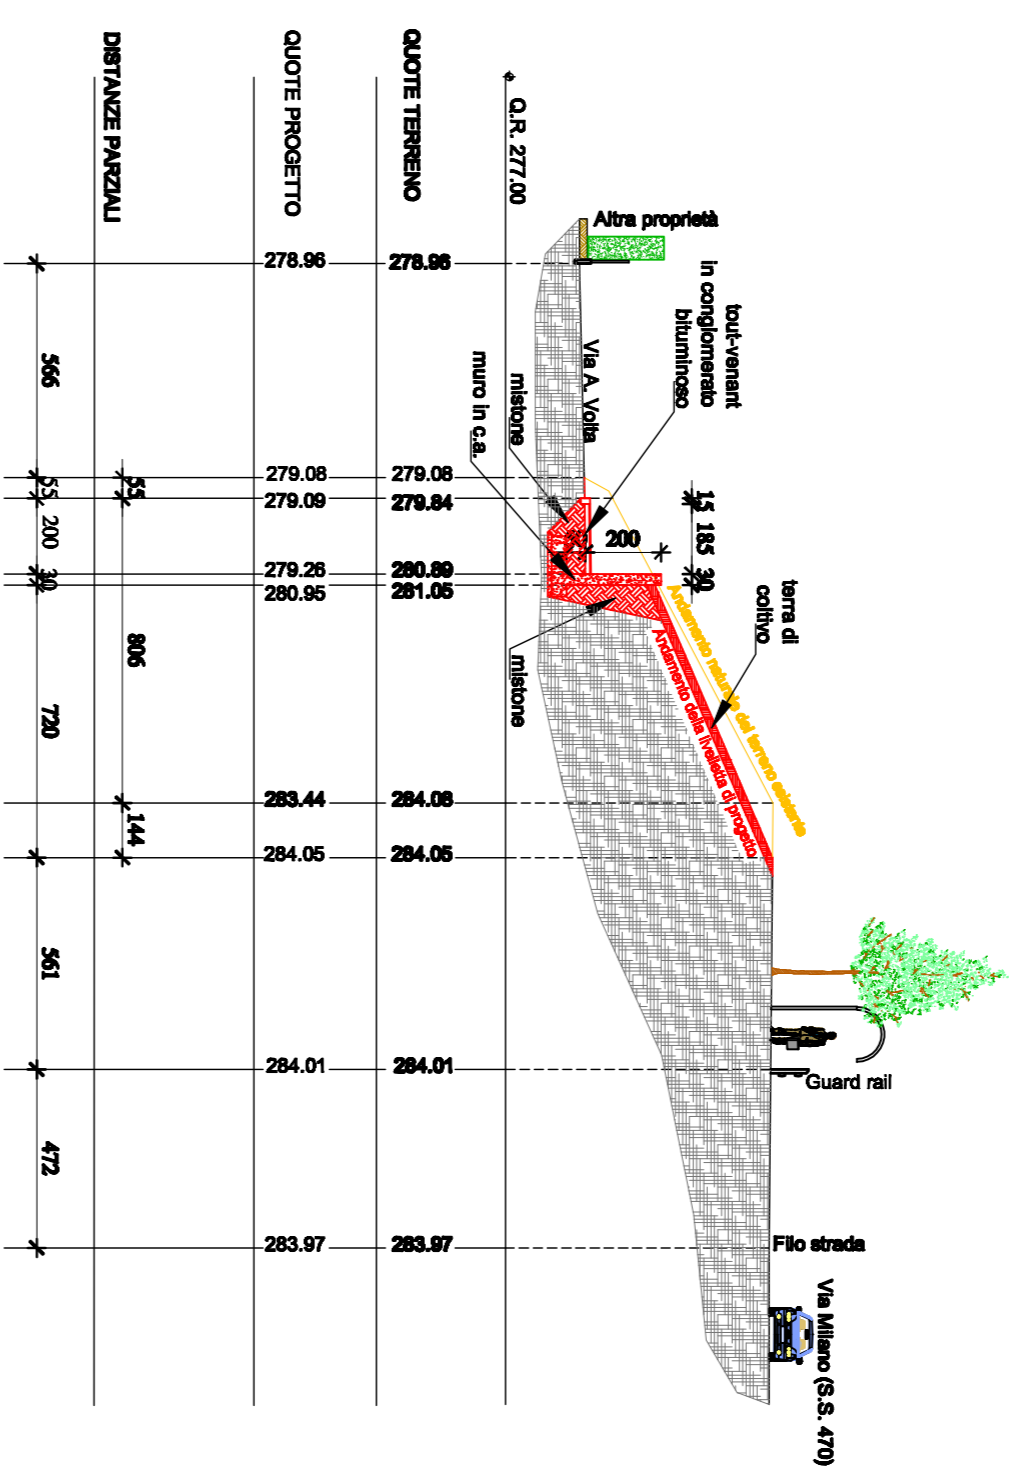 Altra proprietà
tout-venant
in conglomerato
bituminoso
Via A. Volta
mistone
muro in c.a.
15
185
30
200
terra di
coltivo
Andamento naturale del terreno esistente
Andamento della livelletta di progetto
mistone
Guard rail
Filo strada
Via Milano (S.S. 470)
Q.R. 277.00
QUOTE TERRENO
278.96
279.08
279.84
280.89
281.05
284.08
284.05
284.01
283.97
QUOTE PROGETTO
278.96
279.08
279.09
279.26
280.95
283.44
284.05
284.01
283.97
DISTANZE PARZIALI
55
806
144
566
55
200
30
720
561
472